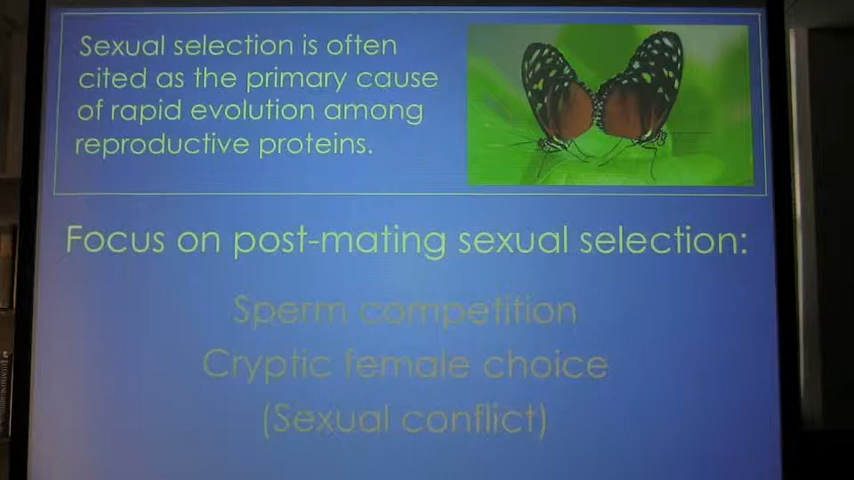 Sexual selection is often
cited as the primary cause
of rapid evolution among
reproductive proteins.
Focus on post-mating sexual selection:
Sperm competition
Cryptic female choice
(Sexual conflict)